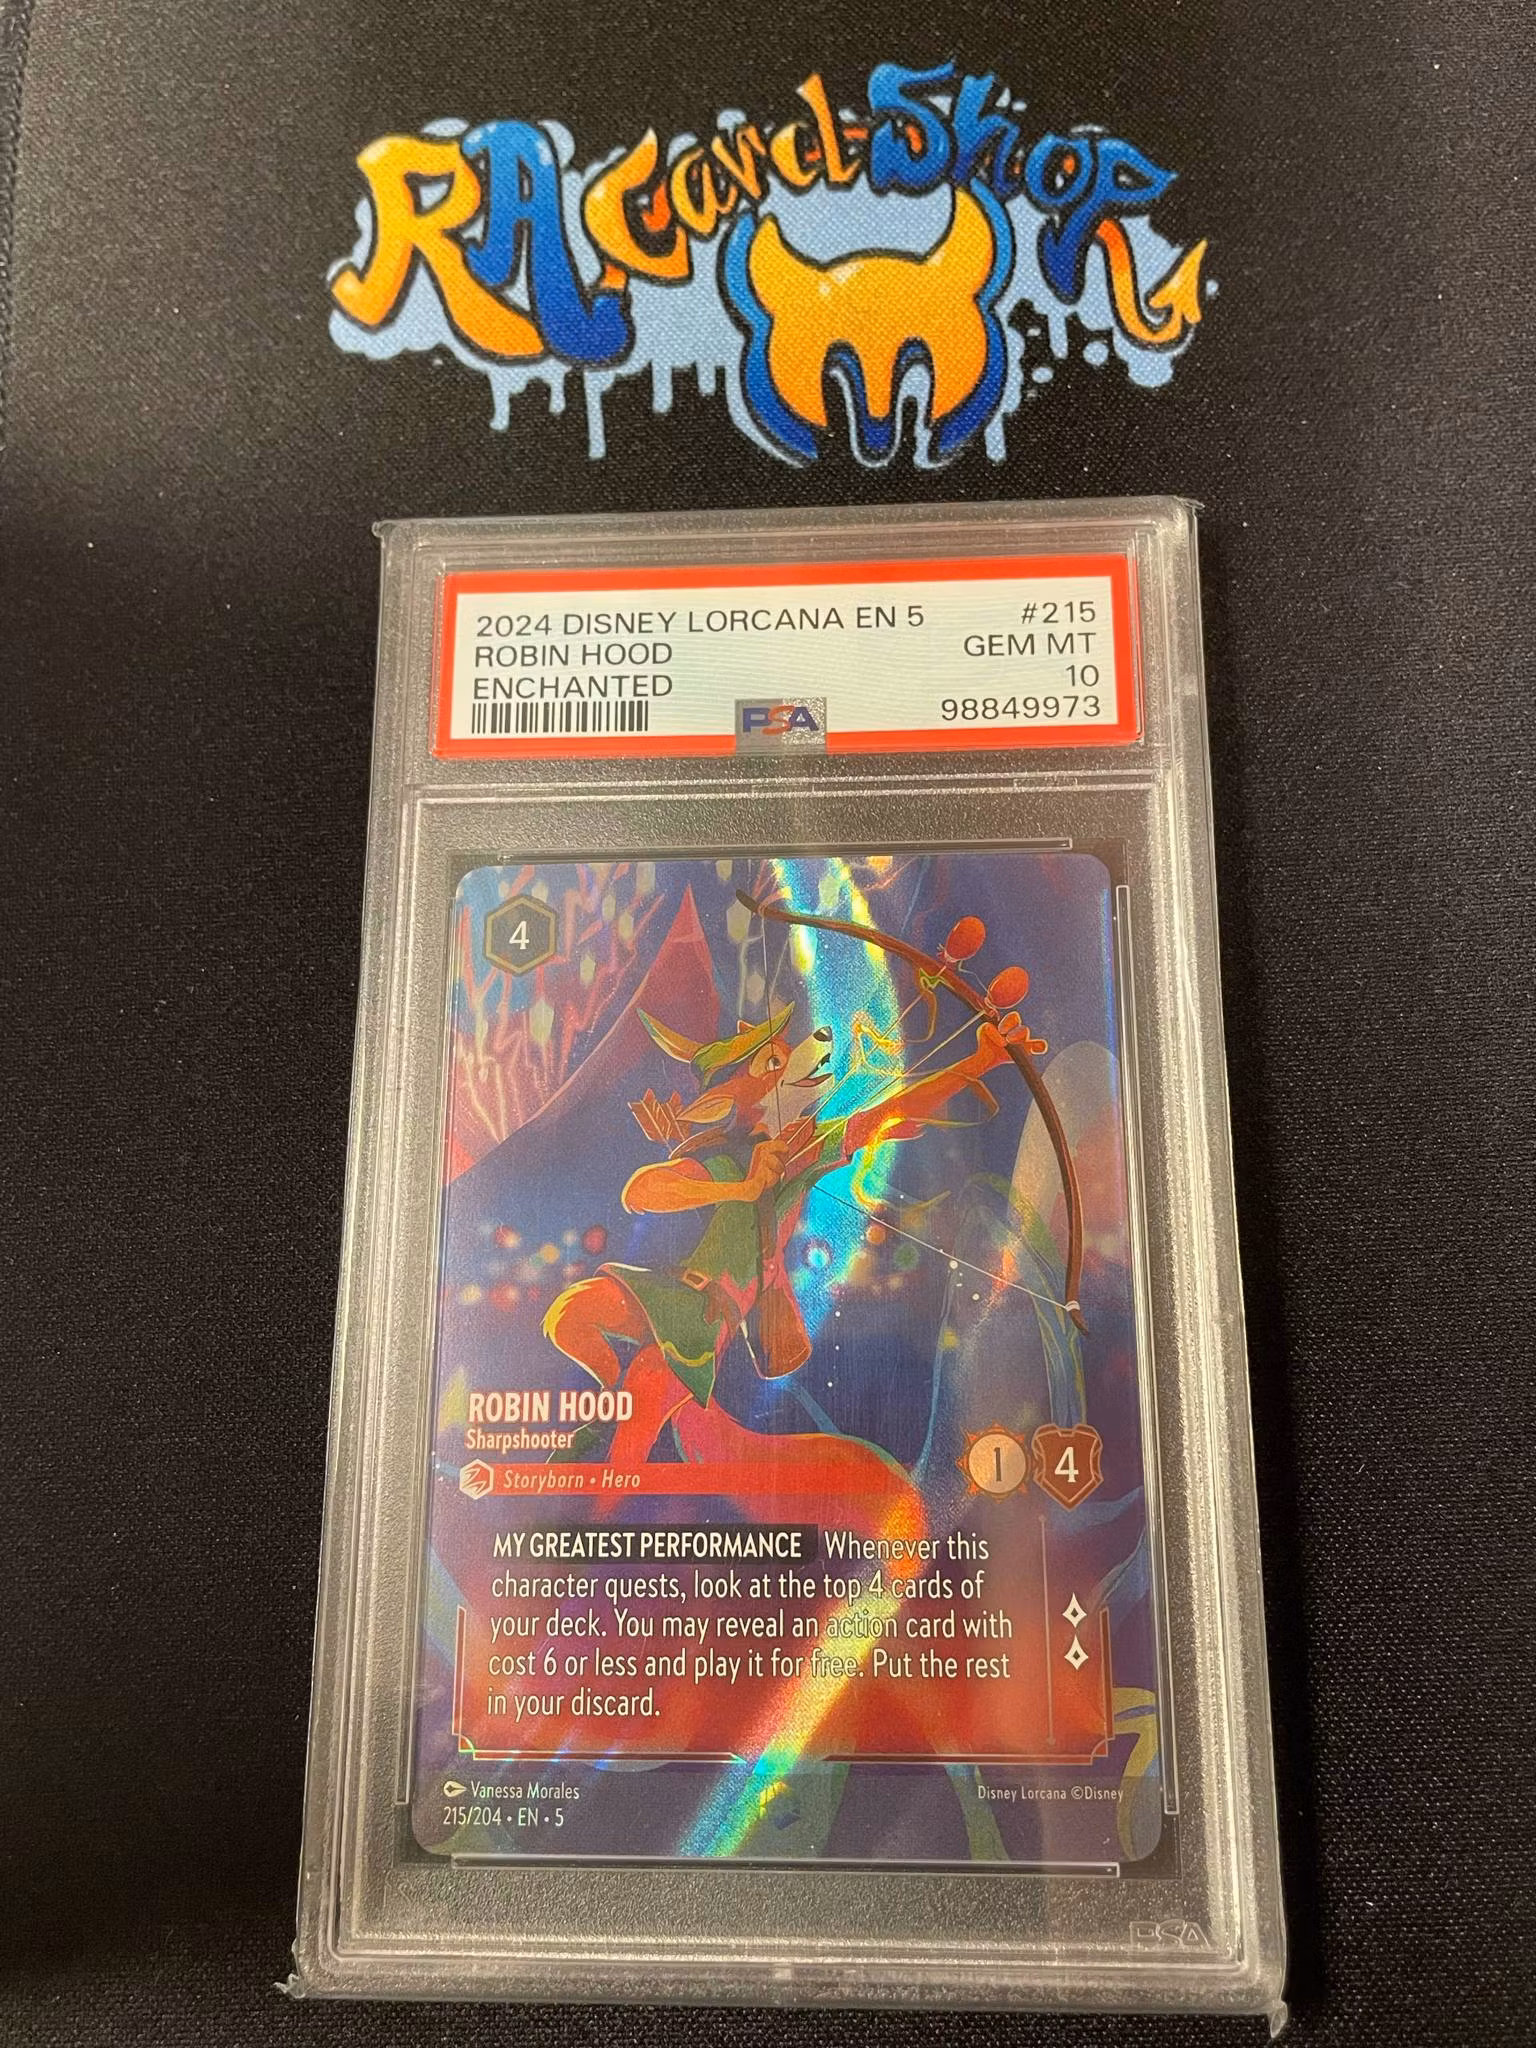 RA Card Shop
2024 DISNEY LORCANA EN 5 #215
ROBIN HOOD GEM MT
ENCHANTED 10
PSA 98849973
4
ROBIN HOOD
Sharpshooter
Storyborn • Hero
1 4
MY GREATEST PERFORMANCE Whenever this
character quests, look at the top 4 cards of
your deck. You may reveal an action card with
cost 6 or less and play it for free. Put the rest
in your discard.
Vanessa Morales Disney Lorcana ©Disney
215/204 • EN • 5
PSA